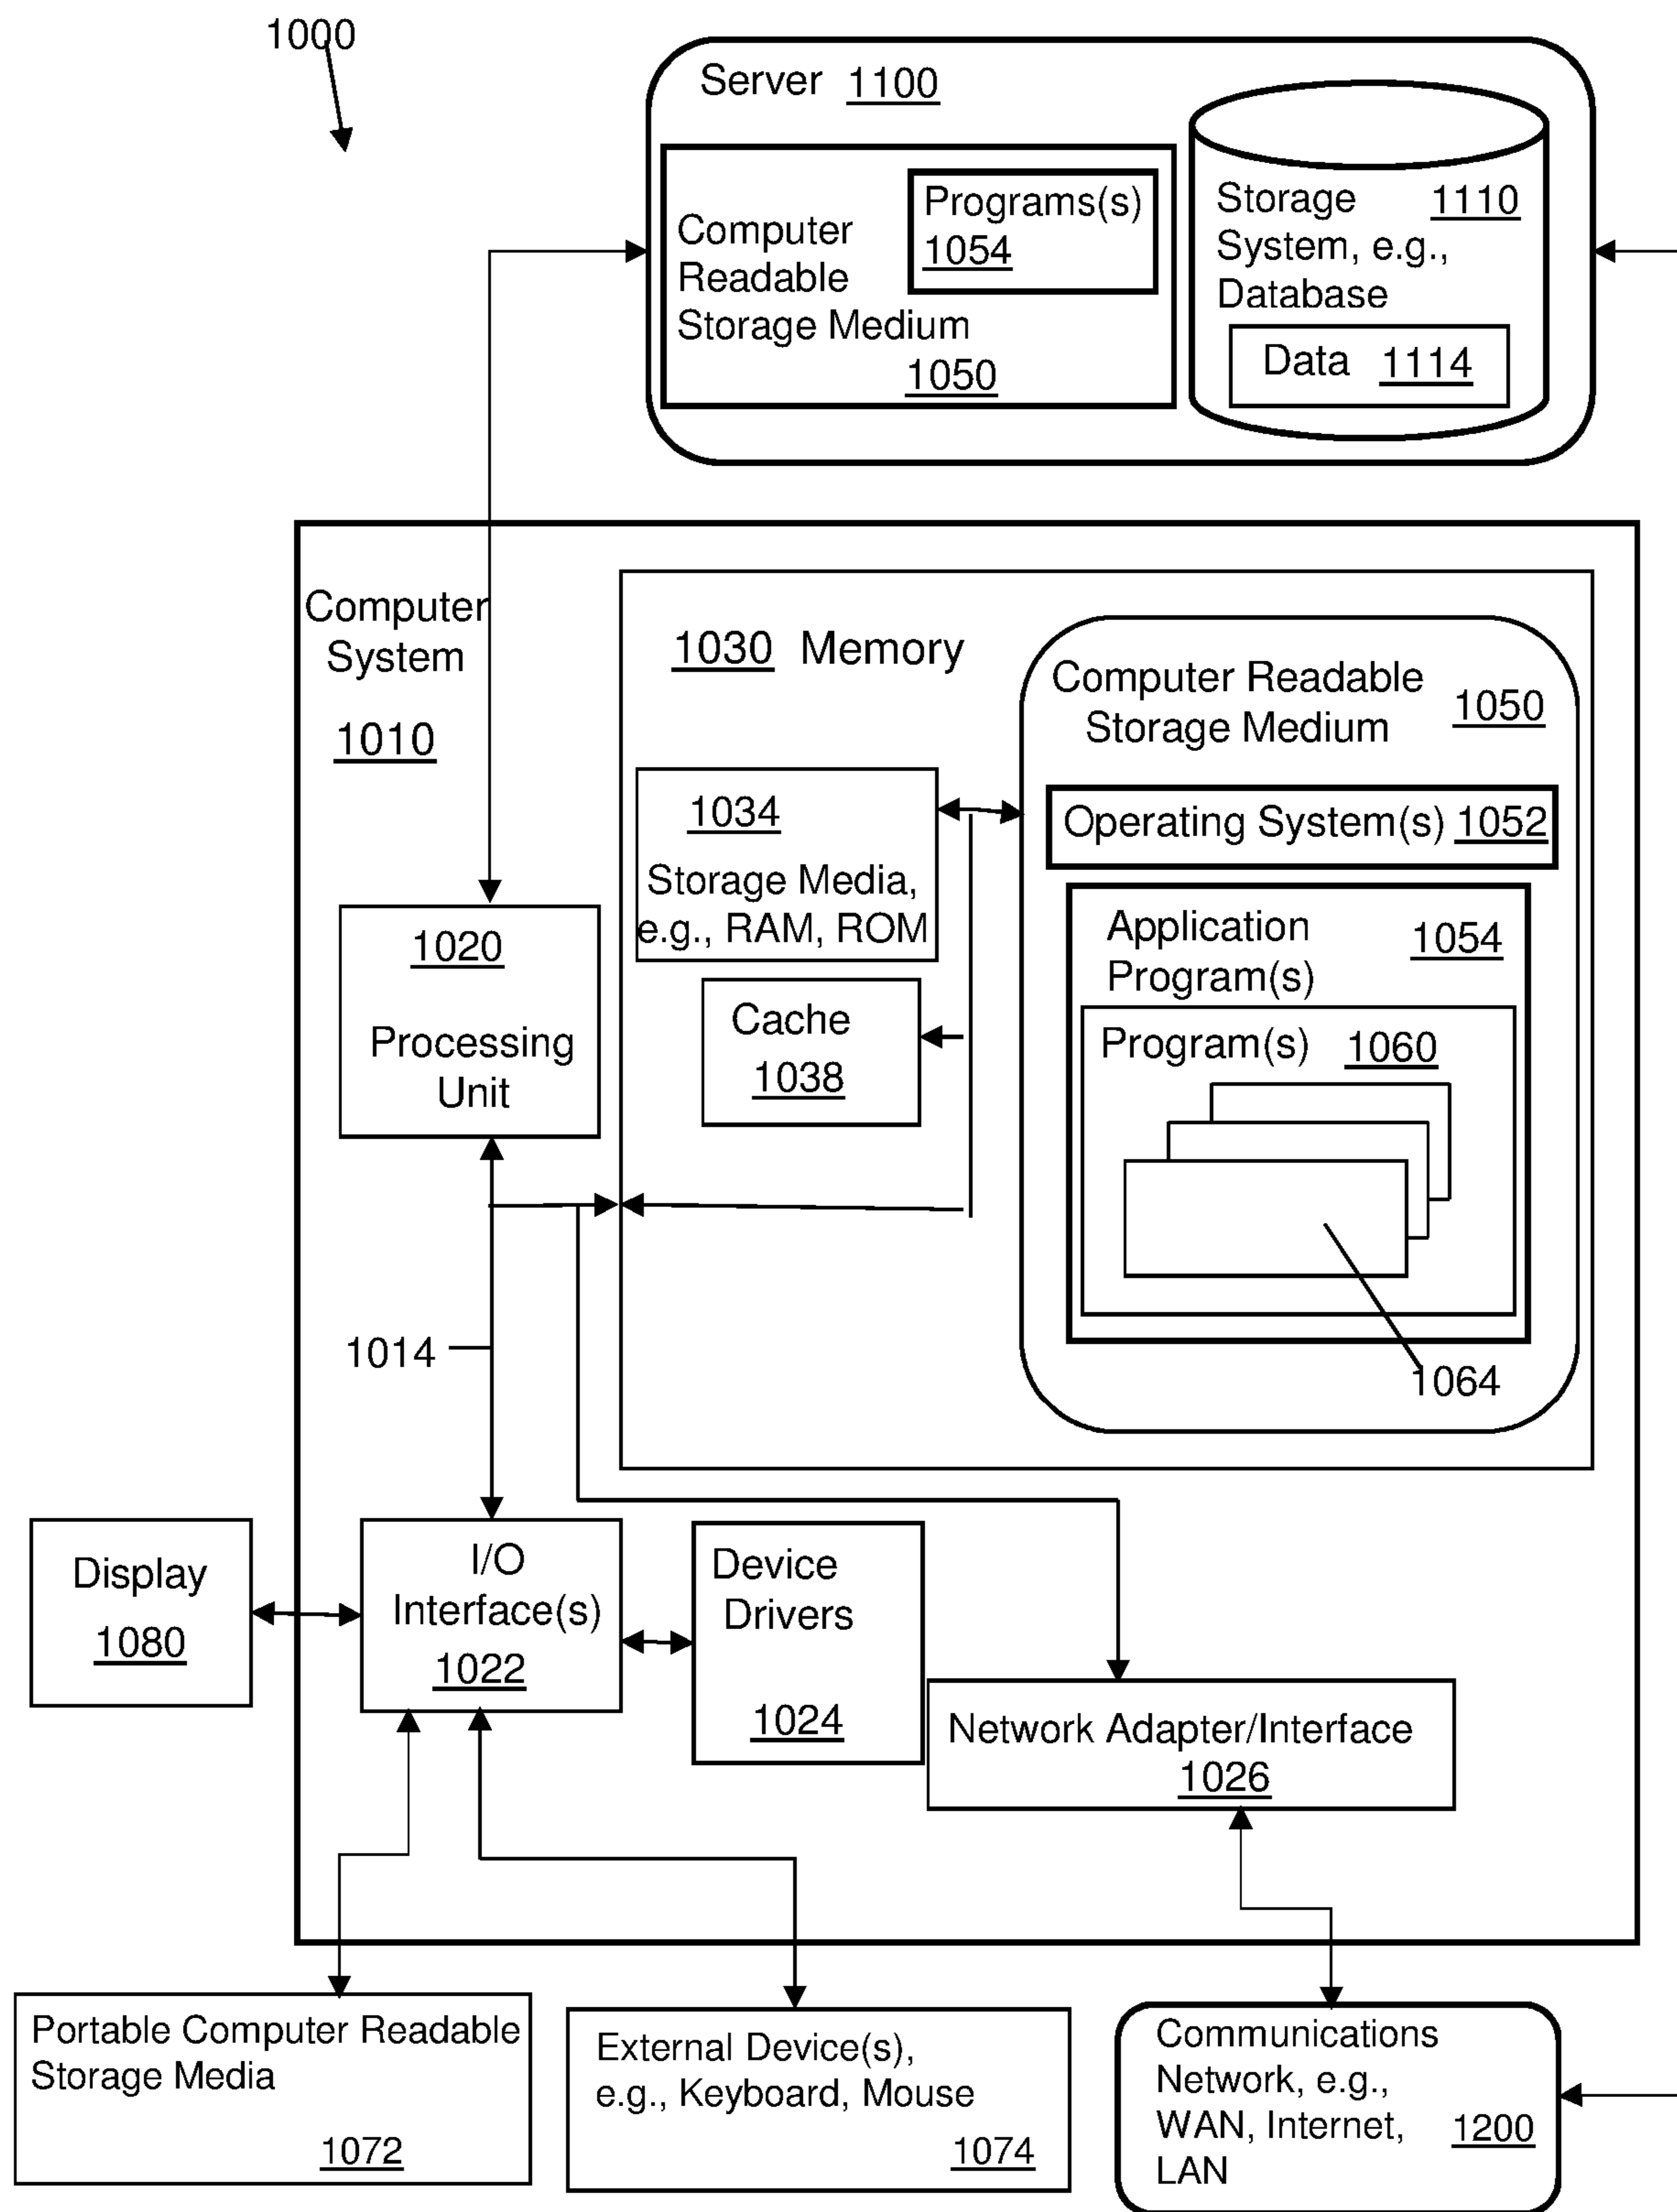 1000
Server 1100
Computer
Readable
Storage Medium
1050
Programs(s)
1054
Storage 1110
System, e.g.,
Database
Data 1114
Computer
System
1010
1030 Memory
Computer Readable
Storage Medium
1050
1034
Storage Media,
e.g., RAM, ROM
Operating System(s) 1052
1020
Processing
Unit
Cache
1038
Application
Program(s)
1054
Program(s) 1060
1014
1064
Display
1080
I/O
Interface(s)
1022
Device
Drivers
1024
Network Adapter/Interface
1026
Portable Computer Readable
Storage Media
1072
External Device(s),
e.g., Keyboard, Mouse
1074
Communications
Network, e.g.,
WAN, Internet,
LAN
1200